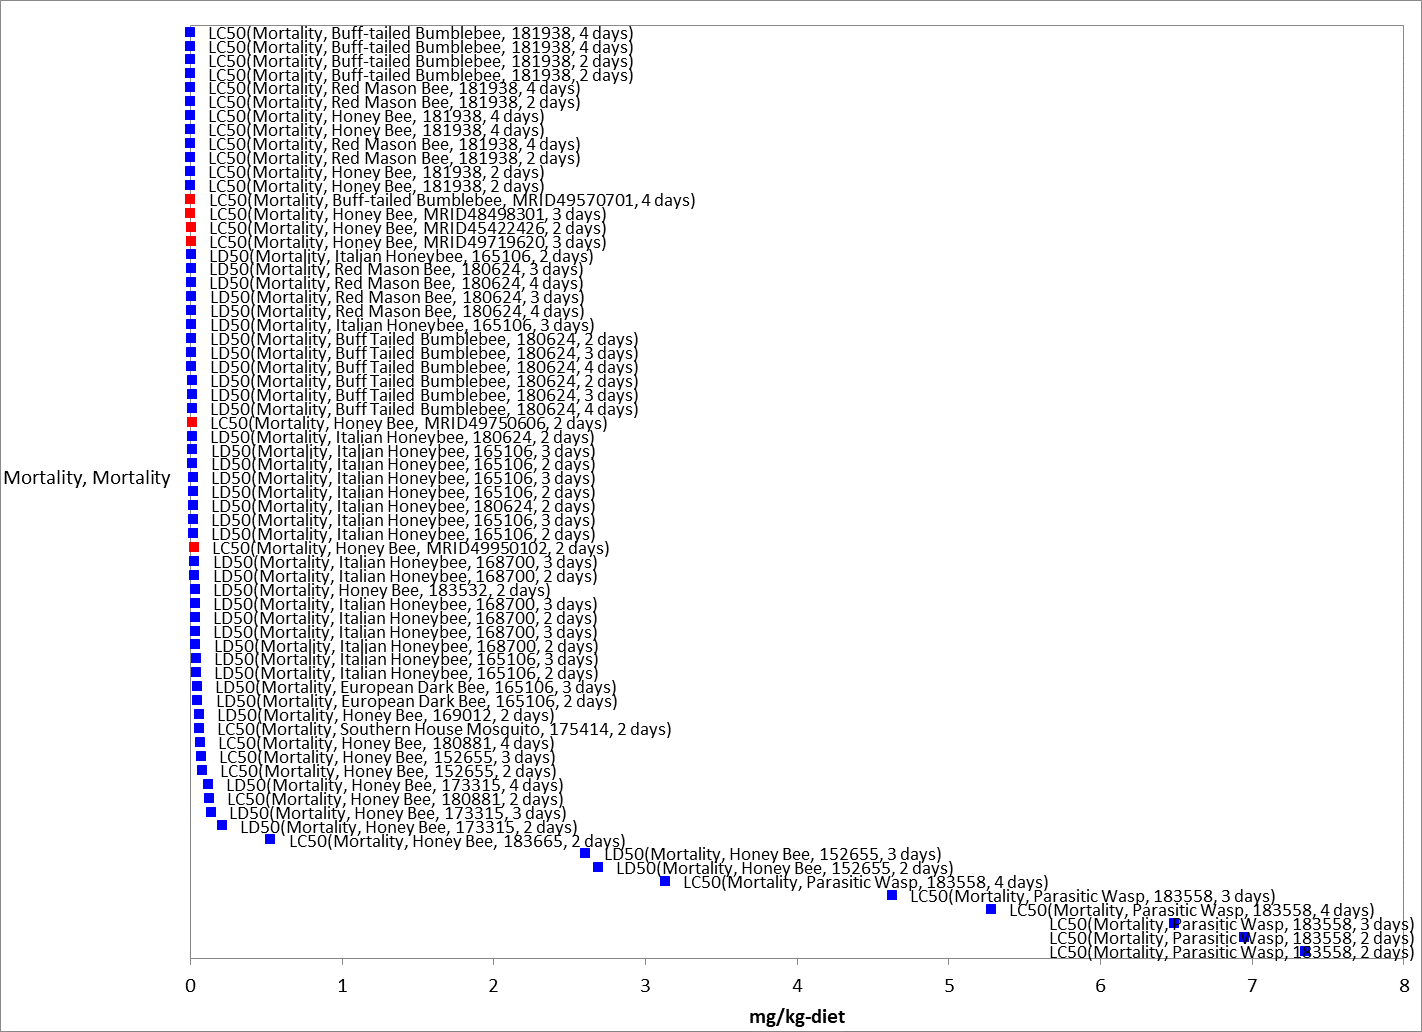 LC50(Mortality, Buff-tailed Bumblebee, 181938, 4 days)
LC50(Mortality, Buff-tailed Bumblebee, 181938, 4 days)
LC50(Mortality, Buff-tailed Bumblebee, 181938, 2 days)
LC50(Mortality, Buff-tailed Bumblebee, 181938, 2 days)
LC50(Mortality, Red Mason Bee, 181938, 4 days)
LC50(Mortality, Red Mason Bee, 181938, 2 days)
LC50(Mortality, Honey Bee, 181938, 4 days)
LC50(Mortality, Honey Bee, 181938, 4 days)
LC50(Mortality, Red Mason Bee, 181938, 4 days)
LC50(Mortality, Red Mason Bee, 181938, 2 days)
LC50(Mortality, Honey Bee, 181938, 2 days)
LC50(Mortality, Honey Bee, 181938, 2 days)
LC50(Mortality, Buff-tailed Bumblebee, MRID49570701, 4 days)
LC50(Mortality, Honey Bee, MRID48498301, 3 days)
LC50(Mortality, Honey Bee, MRID45422426, 2 days)
LC50(Mortality, Honey Bee, MRID49719620, 3 days)
LD50(Mortality, Italian Honeybee, 165106, 2 days)
LD50(Mortality, Red Mason Bee, 180624, 3 days)
LD50(Mortality, Red Mason Bee, 180624, 4 days)
LD50(Mortality, Red Mason Bee, 180624, 3 days)
LD50(Mortality, Red Mason Bee, 180624, 4 days)
LD50(Mortality, Italian Honeybee, 165106, 3 days)
LD50(Mortality, Buff Tailed Bumblebee, 180624, 2 days)
LD50(Mortality, Buff Tailed Bumblebee, 180624, 3 days)
LD50(Mortality, Buff Tailed Bumblebee, 180624, 4 days)
LD50(Mortality, Buff Tailed Bumblebee, 180624, 2 days)
LD50(Mortality, Buff Tailed Bumblebee, 180624, 3 days)
LD50(Mortality, Buff Tailed Bumblebee, 180624, 4 days)
LC50(Mortality, Honey Bee, MRID49750606, 2 days)
LD50(Mortality, Italian Honeybee, 180624, 2 days)
LD50(Mortality, Italian Honeybee, 165106, 3 days)
LD50(Mortality, Italian Honeybee, 165106, 2 days)
Mortality, Mortality
LD50(Mortality, Italian Honeybee, 165106, 3 days)
LD50(Mortality, Italian Honeybee, 165106, 2 days)
LD50(Mortality, Italian Honeybee, 180624, 2 days)
LD50(Mortality, Italian Honeybee, 165106, 3 days)
LD50(Mortality, Italian Honeybee, 165106, 2 days)
LC50(Mortality, Honey Bee, MRID49950102, 2 days)
LD50(Mortality, Italian Honeybee, 168700, 3 days)
LD50(Mortality, Italian Honeybee, 168700, 2 days)
LD50(Mortality, Honey Bee, 183532, 2 days)
LD50(Mortality, Italian Honeybee, 168700, 3 days)
LD50(Mortality, Italian Honeybee, 168700, 2 days)
LD50(Mortality, Italian Honeybee, 168700, 3 days)
LD50(Mortality, Italian Honeybee, 168700, 2 days)
LD50(Mortality, Italian Honeybee, 165106, 3 days)
LD50(Mortality, Italian Honeybee, 165106, 2 days)
LD50(Mortality, European Dark Bee, 165106, 3 days)
LD50(Mortality, European Dark Bee, 165106, 2 days)
LD50(Mortality, Honey Bee, 169012, 2 days)
LC50(Mortality, Southern House Mosquito, 175414, 2 days)
LC50(Mortality, Honey Bee, 180881, 4 days)
LC50(Mortality, Honey Bee, 152655, 3 days)
LC50(Mortality, Honey Bee, 152655, 2 days)
LD50(Mortality, Honey Bee, 173315, 4 days)
LC50(Mortality, Honey Bee, 180881, 2 days)
LD50(Mortality, Honey Bee, 173315, 3 days)
LD50(Mortality, Honey Bee, 173315, 2 days)
LC50(Mortality, Honey Bee, 183665, 2 days)
LD50(Mortality, Honey Bee, 152655, 3 days)
LD50(Mortality, Honey Bee, 152655, 2 days)
LC50(Mortality, Parasitic Wasp, 183558, 4 days)
LC50(Mortality, Parasitic Wasp, 183558, 3 days)
LC50(Mortality, Parasitic Wasp, 183558, 4 days)
LC50(Mortality, Parasitic Wasp, 183558, 3 days)
LC50(Mortality, Parasitic Wasp, 183558, 2 days)
LC50(Mortality, Parasitic Wasp, 183558, 2 days)
0 1 2 3 4 5 6 7 8
mg/kg-diet